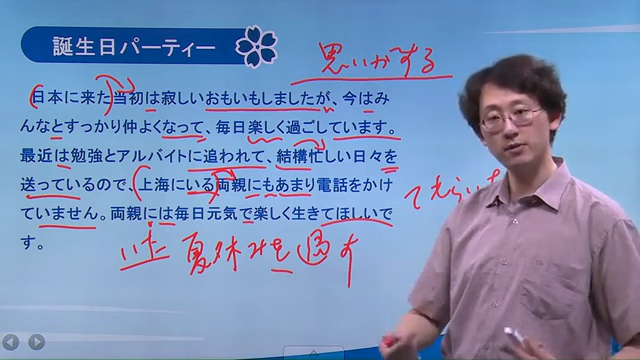 誕生日パーティー
思いがする
日本に来た当初は寂しいおもいもしましたが、今はみ
んなとすっかり仲よくなって、毎日楽しく過ごしています。
最近は勉強とアルバイトに追われて、結構忙しい日々を
送っているので、上海にいる両親にもあまり電話をかけ
ていません。両親には毎日元気で楽しく生きてほしいで
す。
夏休みを過す